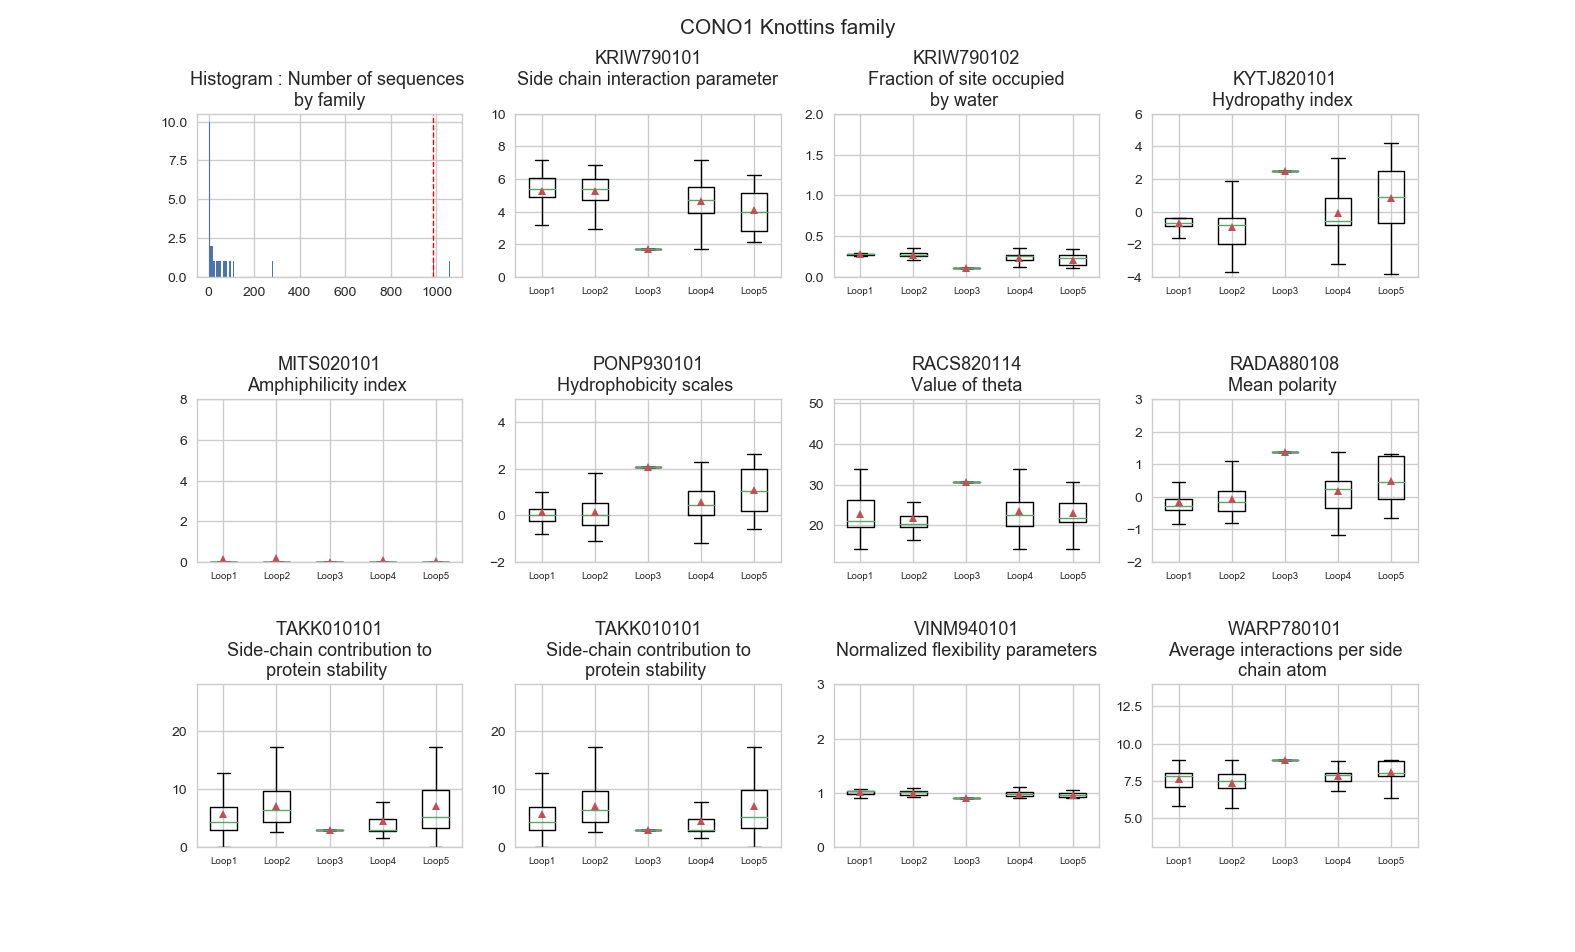 CONO1 Knottins family
Histogram : Number of sequences
by family
10.0
7.5
5.0
2.5
0.0
0 200 400 600 800 1000
KRIW790101
Side chain interaction parameter
10
8
6
4
2
0
Loop1 Loop2 Loop3 Loop4 Loop5
KRIW790102
Fraction of site occupied
by water
2.0
1.5
1.0
0.5
0.0
Loop1 Loop2 Loop3 Loop4 Loop5
KYTJ820101
Hydropathy index
6
4
2
0
−2
−4
Loop1 Loop2 Loop3 Loop4 Loop5
MITS020101
Amphiphilicity index
8
6
4
2
0
Loop1 Loop2 Loop3 Loop4 Loop5
PONP930101
Hydrophobicity scales
4
2
0
−2
Loop1 Loop2 Loop3 Loop4 Loop5
RACS820114
Value of theta
50
40
30
20
Loop1 Loop2 Loop3 Loop4 Loop5
RADA880108
Mean polarity
3
2
1
0
−1
−2
Loop1 Loop2 Loop3 Loop4 Loop5
TAKK010101
Side-chain contribution to
protein stability
20
10
0
Loop1 Loop2 Loop3 Loop4 Loop5
TAKK010101
Side-chain contribution to
protein stability
20
10
0
Loop1 Loop2 Loop3 Loop4 Loop5
VINM940101
Normalized flexibility parameters
3
2
1
0
Loop1 Loop2 Loop3 Loop4 Loop5
WARP780101
Average interactions per side
chain atom
12.5
10.0
7.5
5.0
Loop1 Loop2 Loop3 Loop4 Loop5